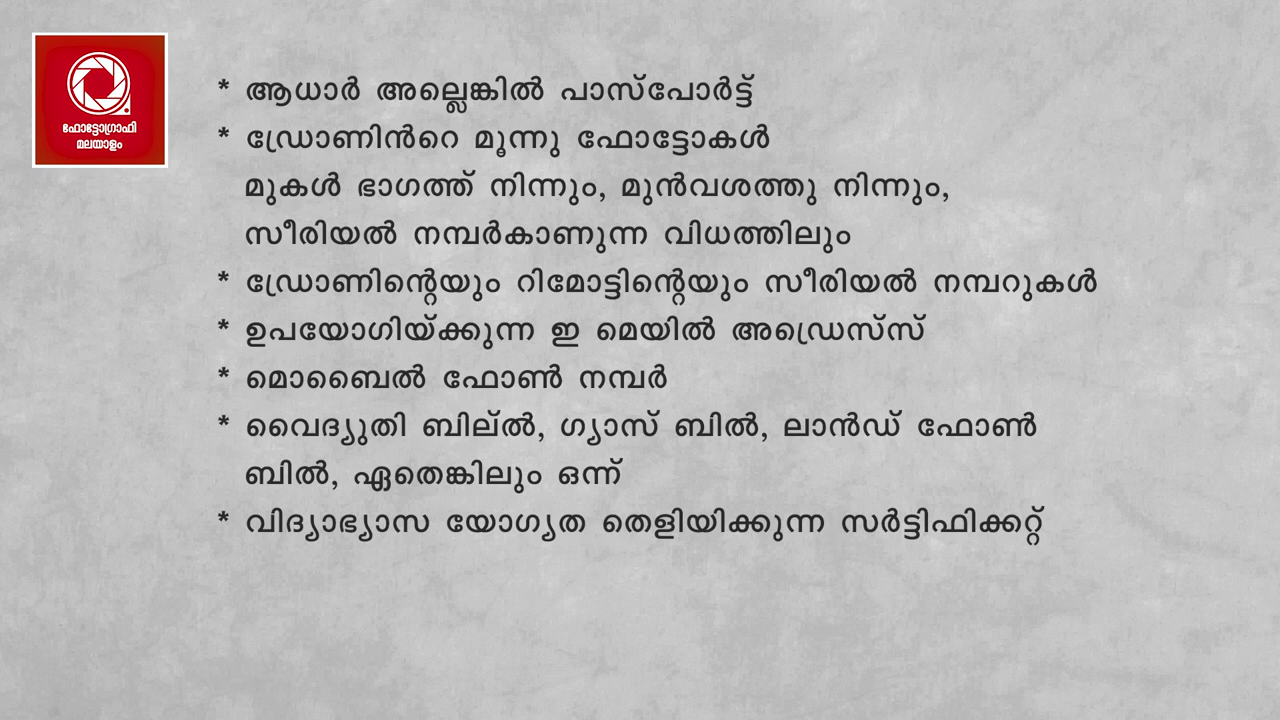 ഫോട്ടോഗ്രാഫി
മലയാളം
* ആധാർ അല്ലെങ്കിൽ പാസ്പോർട്ട്
* ഡ്രോണിൻറെ മൂന്നു ഫോട്ടോകൾ
മുകൾ ഭാഗത്ത് നിന്നും, മുൻവശത്തു നിന്നും,
സീരിയൽ നമ്പർകാണുന്ന വിധത്തിലും
* ഡ്രോണിന്റെയും റിമോട്ടിന്റെയും സീരിയൽ നമ്പറുകൾ
* ഉപയോഗിയ്ക്കുന്ന ഇ മെയിൽ അഡ്രെസ്സ്
* മൊബൈൽ ഫോൺ നമ്പർ
* വൈദ്യുതി ബില്ൽ, ഗ്യാസ് ബിൽ, ലാൻഡ് ഫോൺ
ബിൽ, ഏതെങ്കിലും ഒന്ന്
* വിദ്യാഭ്യാസ യോഗ്യത തെളിയിക്കുന്ന സർട്ടിഫിക്കറ്റ്